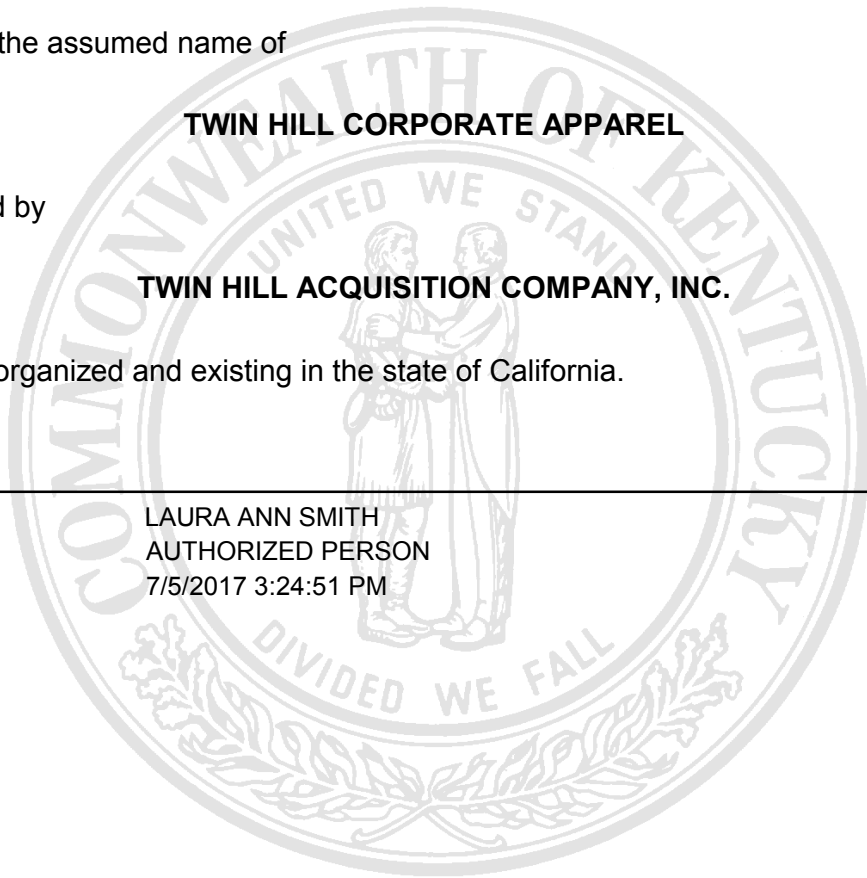 the assumed name of
TWIN HILL CORPORATE APPAREL
d by
TWIN HILL ACQUISITION COMPANY, INC.
organized and existing in the state of California.
LAURA ANN SMITH
AUTHORIZED PERSON
7/5/2017 3:24:51 PM
COMMONWEALTH OF KENTUCKY
UNITED WE STAND
DIVIDED WE FALL